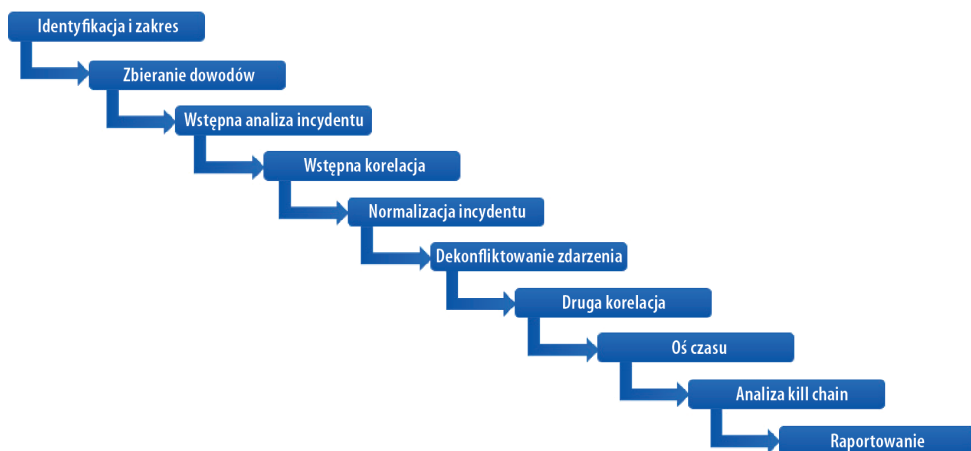 Identyfikacja i zakres
Zbieranie dowodów
Wstępna analiza incydentu
Wstępna korelacja
Normalizacja incydentu
Dekonfliktowanie zdarzenia
Druga korelacja
Oś czasu
Analiza kill chain
Raportowanie